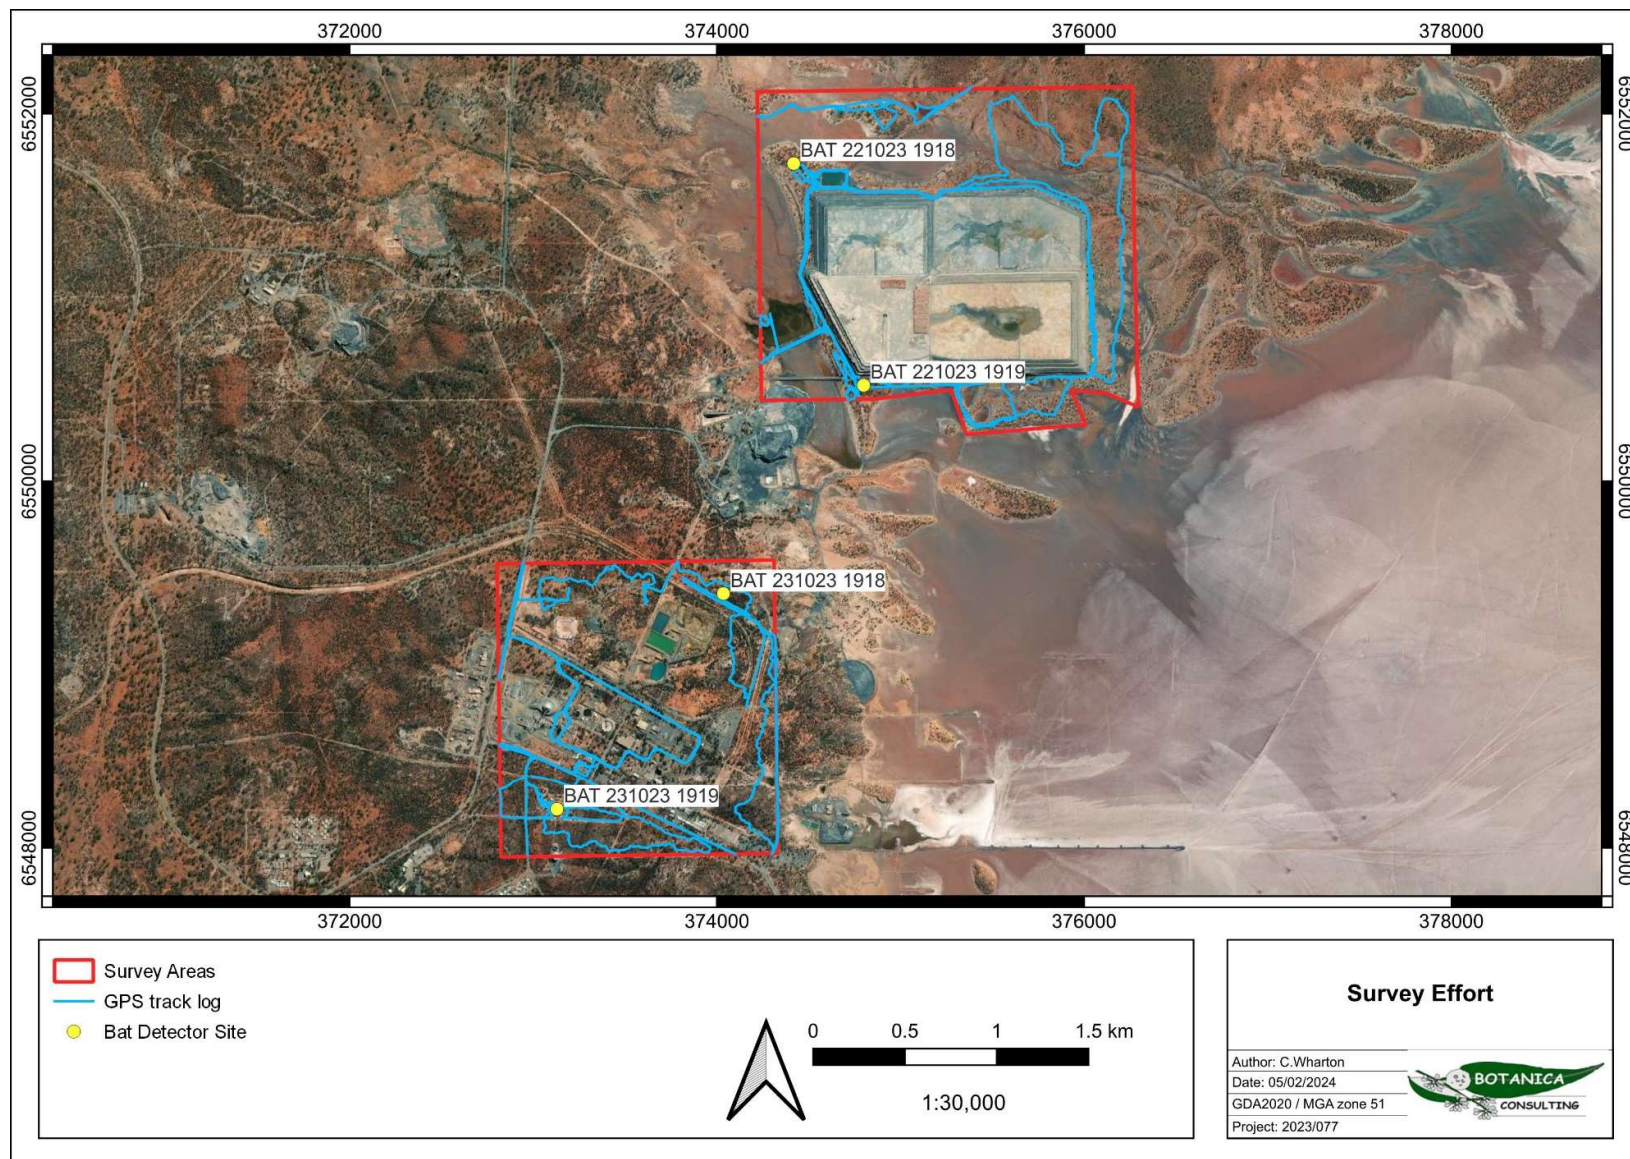 372000
374000
376000
378000
6552000
6552000
BAT 221023 1918
BAT 221023 1919
6550000
6550000
BAT 231023 1918
BAT 231023 1919
6548000
6548000
372000
374000
376000
378000
Survey Areas
GPS track log
Bat Detector Site
0 0.5 1 1.5 km
1:30,000
Survey Effort
Author: C.Wharton
Date: 05/02/2024
GDA2020 / MGA zone 51
Project: 2023/077
BOTANICA
CONSULTING